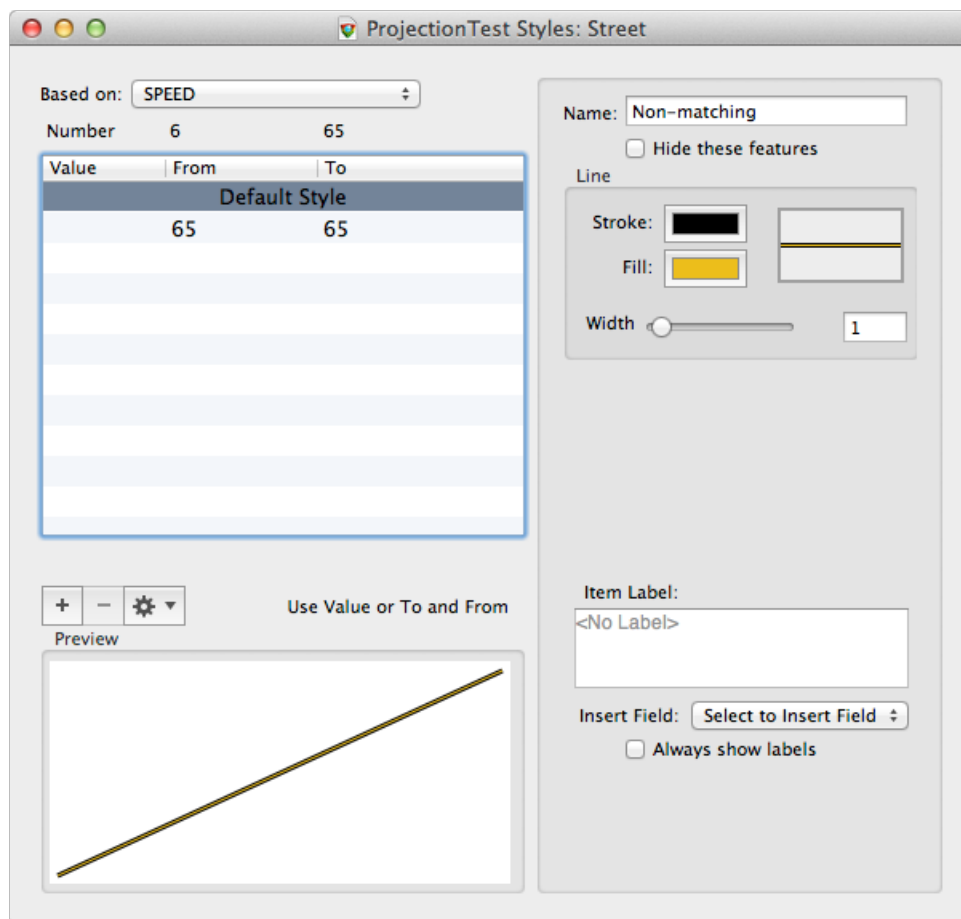 ProjectionTest Styles: Street
Based on: SPEED
Number 6 65
Value From To
Default Style
65 65
Use Value or To and From
Preview
Name: Non-matching
Hide these features
Line
Stroke:
Fill:
Width 1
Item Label:
<No Label>
Insert Field: Select to Insert Field
Always show labels